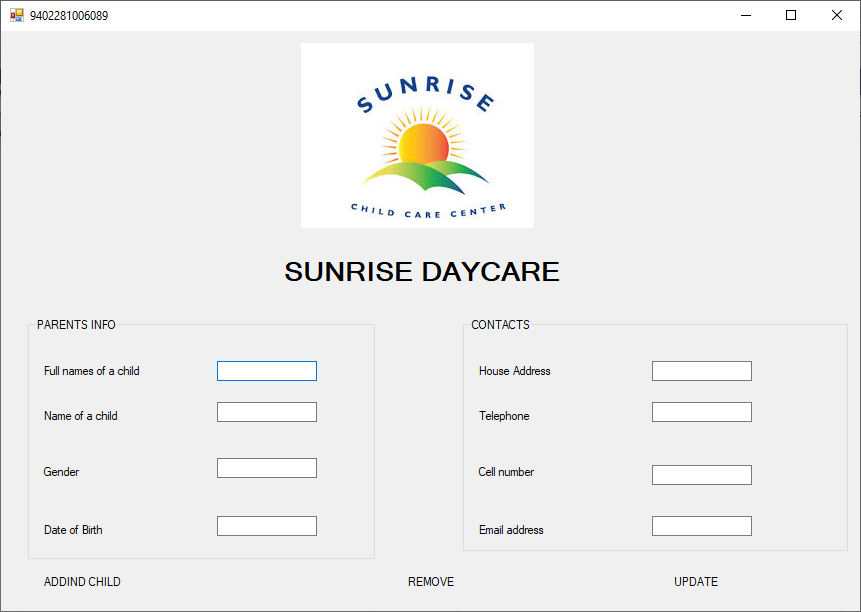 9402281006089
SUNRISE
CHILD CARE CENTER
SUNRISE DAYCARE
PARENTS INFO
Full names of a child
Name of a child
Gender
Date of Birth
CONTACTS
House Address
Telephone
Cell number
Email address
ADDIND CHILD
REMOVE
UPDATE